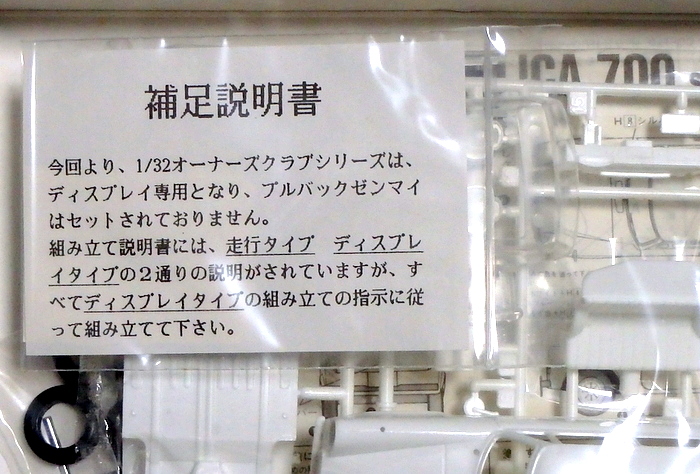 補足説明書
今回より、1/32オーナーズクラブシリーズは、
ディスプレイ専用となり、プルバックゼンマイ
はセットされておりません。
組み立て説明書には、走行タイプ　ディスプレ
イタイプの２通りの説明がされていますが、す
べてディスプレイタイプの組み立ての指示に従
って組み立てて下さい。
700